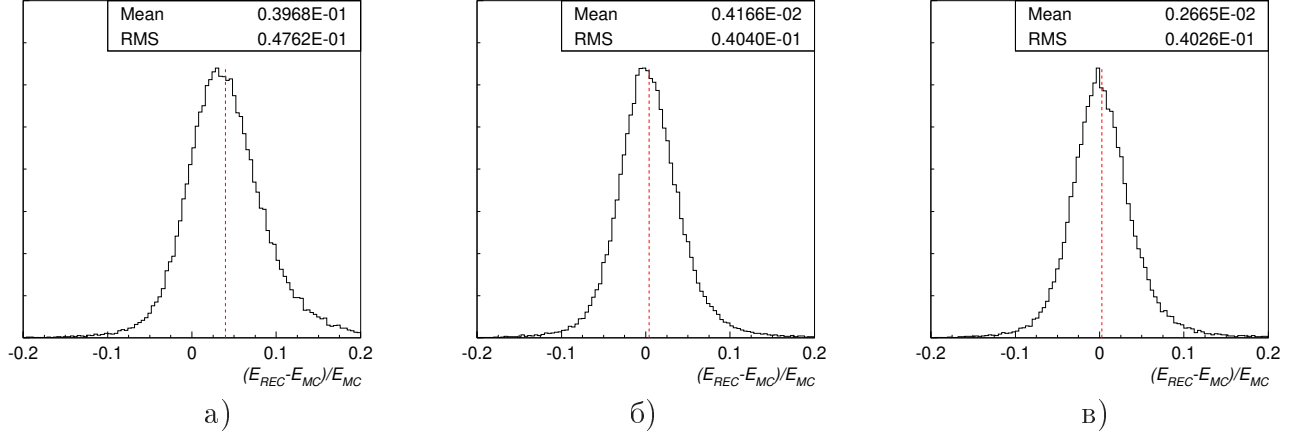 Mean 0.3968E-01
RMS 0.4762E-01
-0.2 -0.1 0 0.1 0.2
(E_REC-E_MC)/E_MC
а)
Mean 0.4166E-02
RMS 0.4040E-01
-0.2 -0.1 0 0.1 0.2
(E_REC-E_MC)/E_MC
б)
Mean 0.2665E-02
RMS 0.4026E-01
-0.2 -0.1 0 0.1 0.2
(E_REC-E_MC)/E_MC
в)